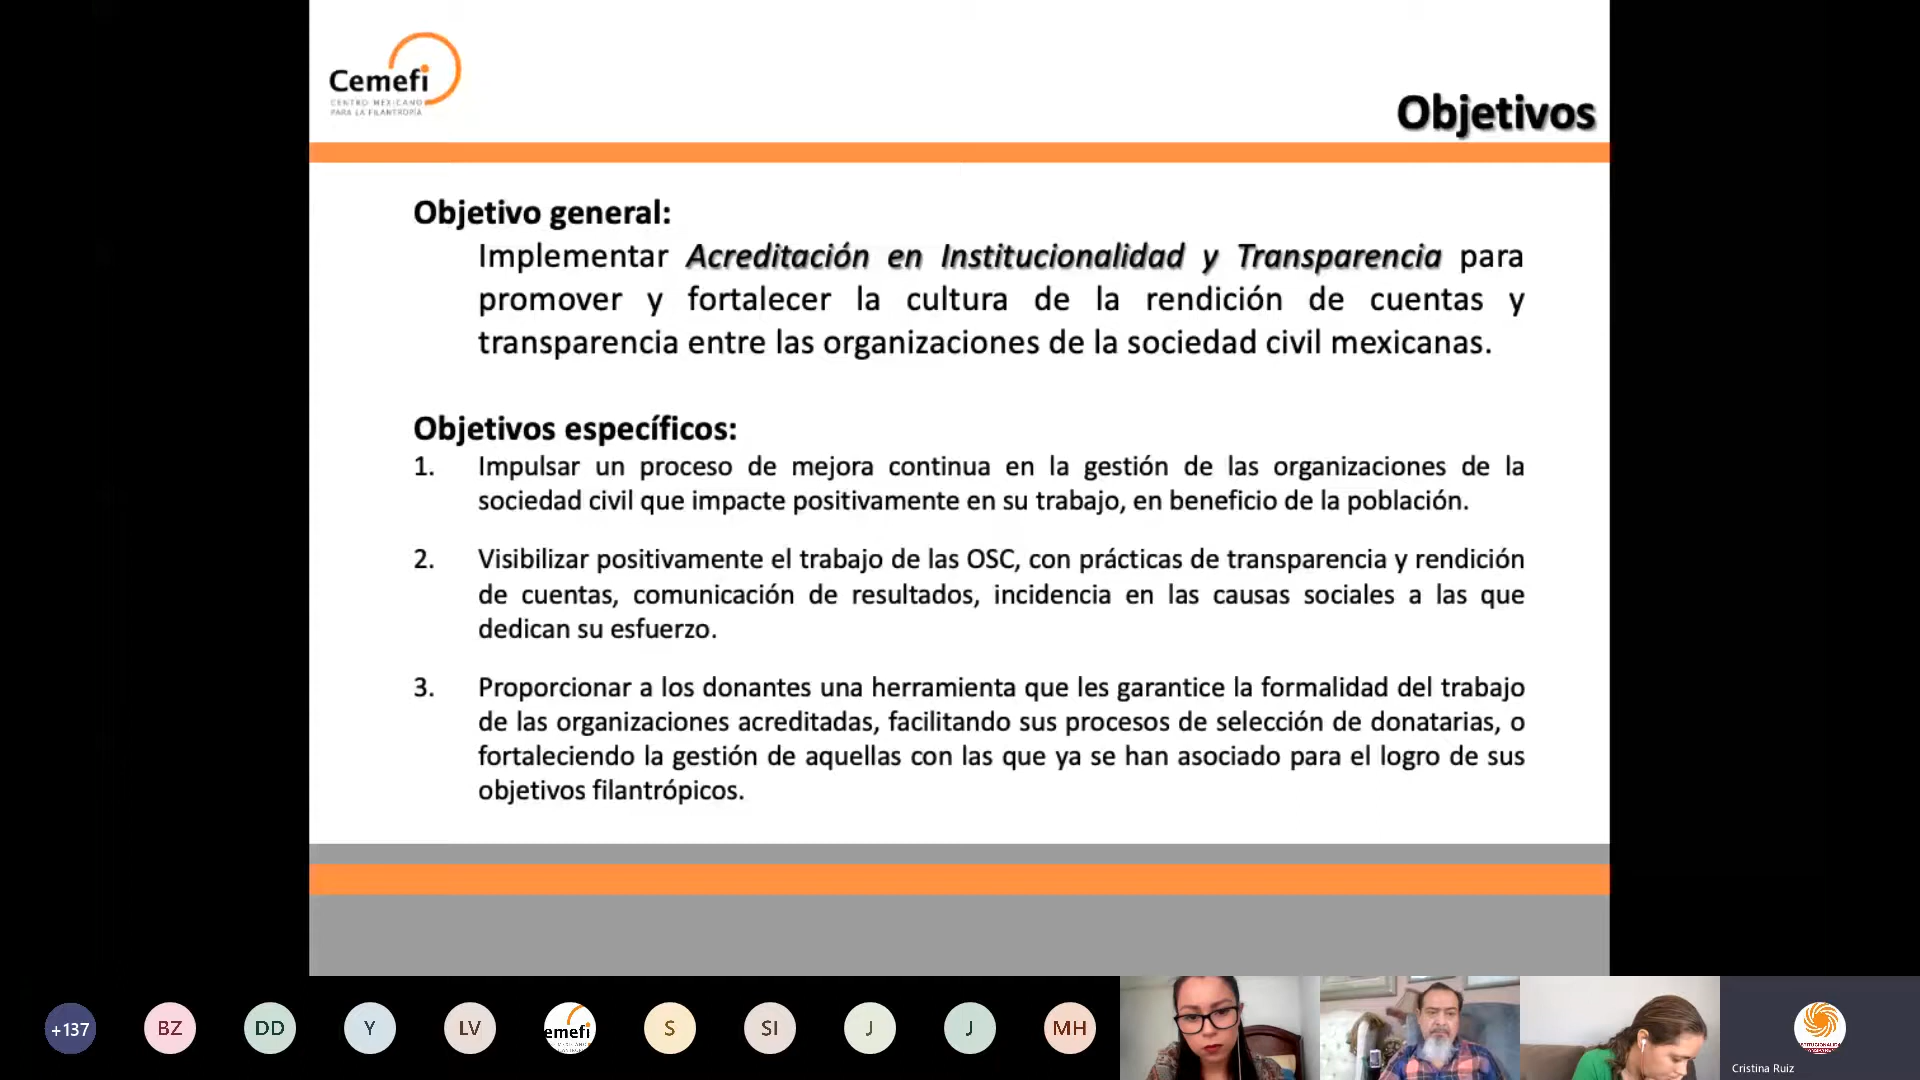 Cemefi
CENTRO MEXICANO
PARA LA FILANTROPÍA
Objetivos
Objetivo general:
Implementar Acreditación en Institucionalidad y Transparencia para
promover y fortalecer la cultura de la rendición de cuentas y
transparencia entre las organizaciones de la sociedad civil mexicanas.
Objetivos específicos:
1. Impulsar un proceso de mejora continua en la gestión de las organizaciones de la
sociedad civil que impacte positivamente en su trabajo, en beneficio de la población.
2. Visibilizar positivamente el trabajo de las OSC, con prácticas de transparencia y rendición
de cuentas, comunicación de resultados, incidencia en las causas sociales a las que
dedican su esfuerzo.
3. Proporcionar a los donantes una herramienta que les garantice la formalidad del trabajo
de las organizaciones acreditadas, facilitando sus procesos de selección de donatarias, o
fortaleciendo la gestión de aquellas con las que ya se han asociado para el logro de sus
objetivos filantrópicos.
+137 BZ DD Y LV emefi S SI J J MH
Cristina Ruiz